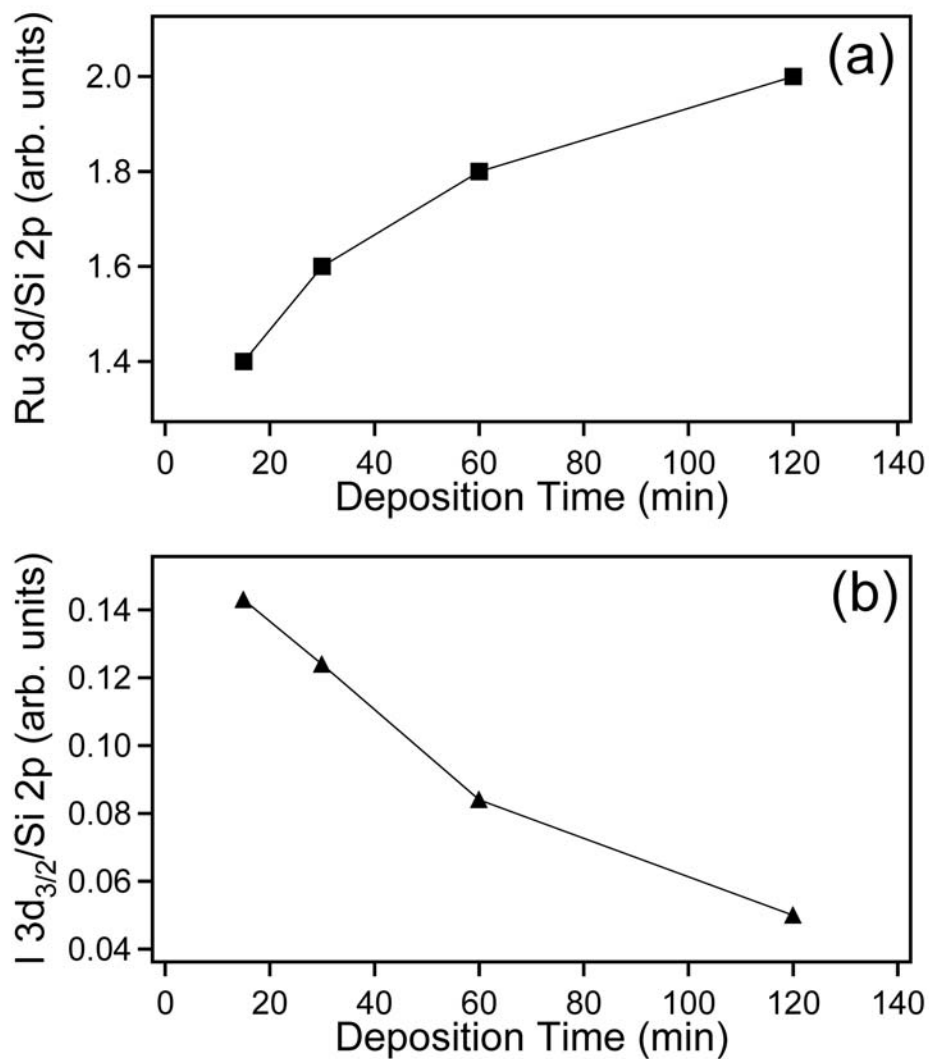 (a)
Ru 3d/Si 2p (arb. units)
2.0
1.8
1.6
1.4
0 20 40 60 80 100 120 140
Deposition Time (min)
(b)
I 3d3/2/Si 2p (arb. units)
0.14
0.12
0.10
0.08
0.06
0.04
0 20 40 60 80 100 120 140
Deposition Time (min)